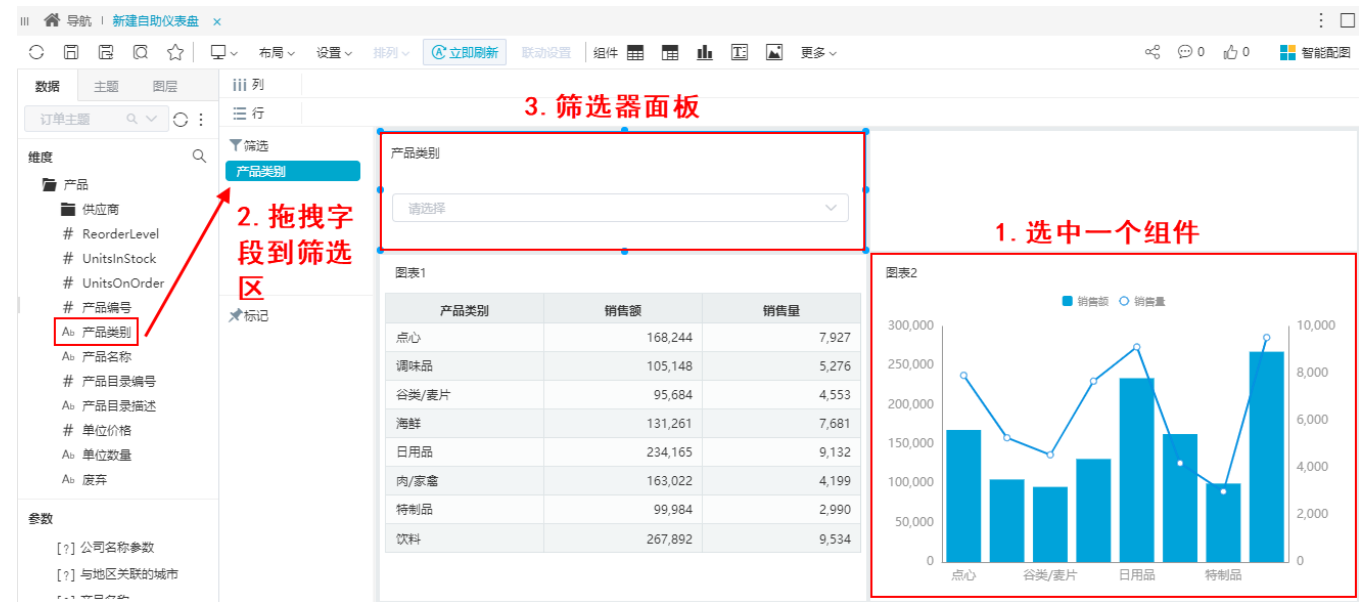 导航 新建自助仪表盘 ×
布局 设置 排列 立即刷新 联动设置 组件 更多 0 0 智能配图
数据 主题 图层
列
订单主题
行
3. 筛选器面板
维度
筛选
产品类别
产品类别
产品
供应商
2. 拖拽字
段到筛选
区
请选择
# ReorderLevel
# UnitsInStock
# UnitsOnOrder
1. 选中一个组件
# 产品编号
Ab 产品类别
Ab 产品名称
# 产品目录编号
Ab 产品目录描述
# 单位价格
Ab 单位数量
Ab 废弃
标记
参数
[?] 公司名称参数
[?] 与地区关联的城市
图表1
产品类别 销售额 销售量
点心 168,244 7,927
调味品 105,148 5,276
谷类/麦片 95,684 4,553
海鲜 131,261 7,681
日用品 234,165 9,132
肉/家禽 163,022 4,199
特制品 99,984 2,990
饮料 267,892 9,534
图表2
销售额 销售量
300,000 10,000
250,000
8,000
200,000
6,000
150,000
4,000
100,000
2,000
50,000
0 0
点心 谷类/麦片 日用品 特制品